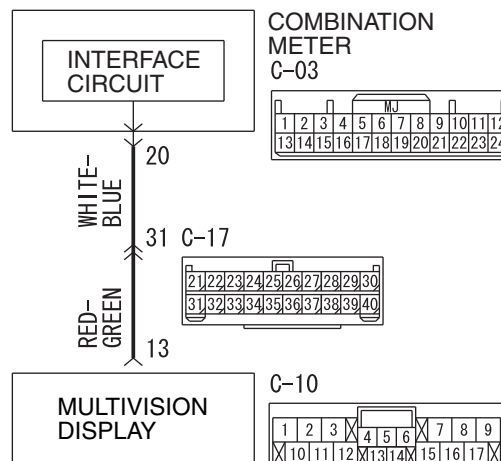 COMBINATION
METER
C-03
INTERFACE
CIRCUIT
MJ
1 2 3 4 5 6 7 8 9 10 11 12
13 14 15 16 17 18 19 20 21 22 23 24
20
WHITE-
BLUE
31 C-17
21 22 23 24 25 26 27 28 29 30
31 32 33 34 35 36 37 38 39 40
RED-
GREEN
13
C-10
MULTIVISION
DISPLAY
1 2 3 4 5 6 7 8 9
10 11 12 13 14 15 16 17